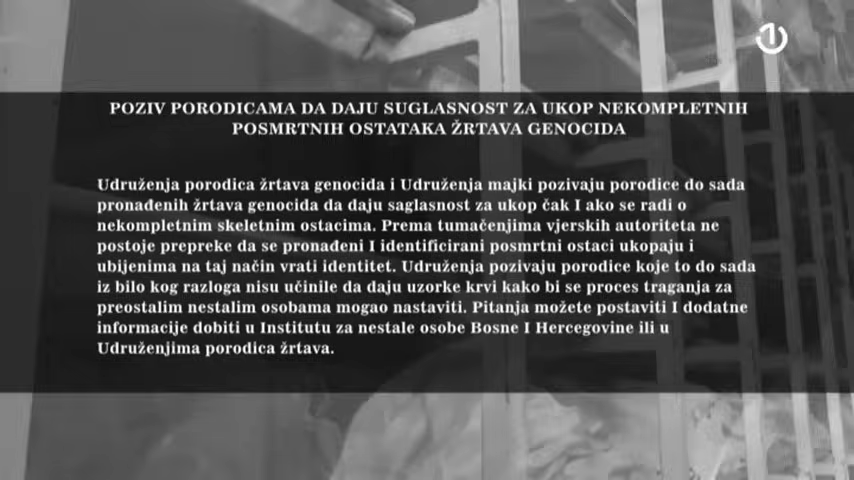 POZIV PORODICAMA DA DAJU SUGLASNOST ZA UKOP NEKOMPLETNIH
POSMRTNIH OSTATAKA ŽRTAVA GENOCIDA
Udruženja porodica žrtava genocida i Udruženja majki pozivaju porodice do sada
pronađenih žrtava genocida da daju saglasnost za ukop čak I ako se radi o
nekompletnim skeletnim ostacima. Prema tumačenjima vjerskih autoriteta ne
postoje prepreke da se pronađeni I identificirani posmrtni ostaci ukopaju i
ubijenima na taj način vrati identitet. Udruženja pozivaju porodice koje to do sada
iz bilo kog razloga nisu učinile da daju uzorke krvi kako bi se proces traganja za
preostalim nestalim osobama mogao nastaviti. Pitanja možete postaviti I dodatne
informacije dobiti u Institutu za nestale osobe Bosne I Hercegovine ili u
Udruženjima porodica žrtava.